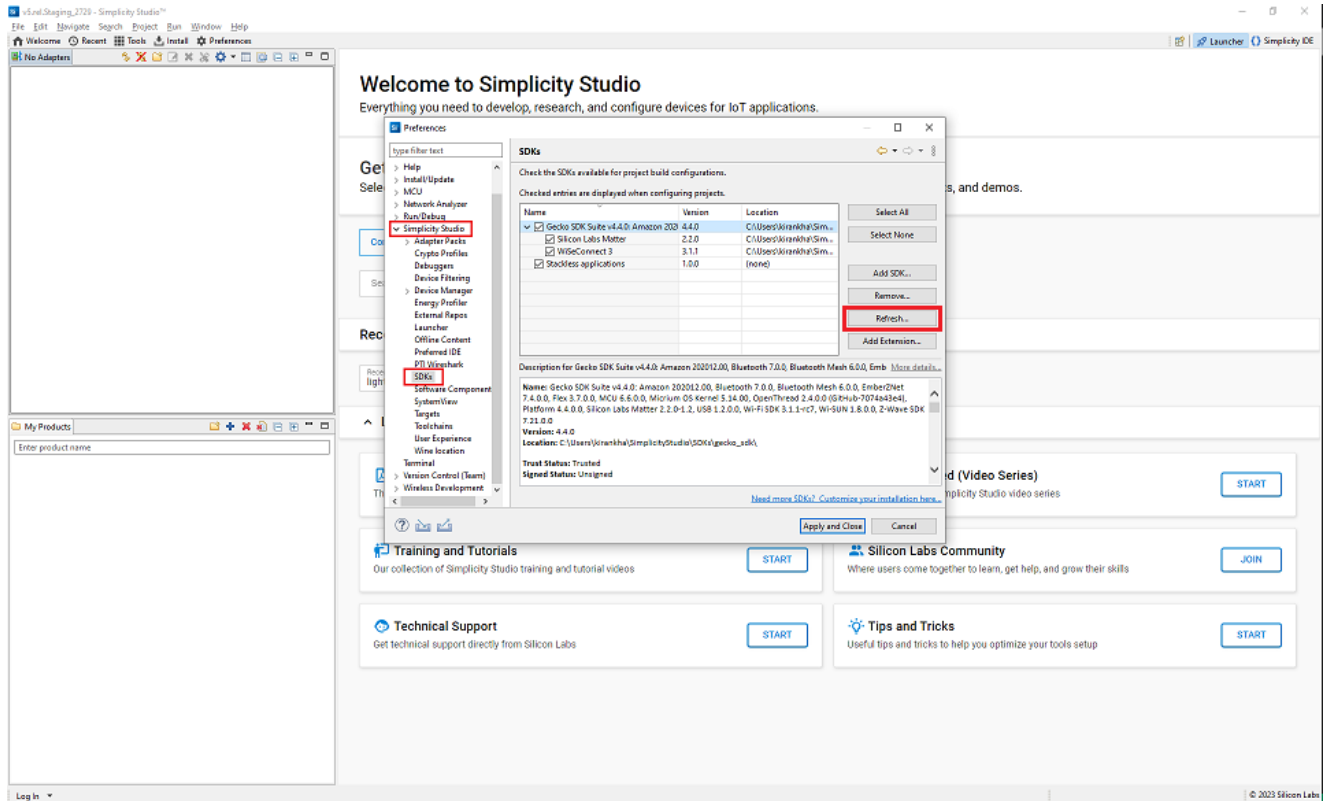 v5.rel.Staging_2729 - Simplicity Studio™
File Edit Navigate Search Project Run Window Help
Welcome Recent Tools Install Preferences
Launcher Simplicity IDE
No Adapters
Welcome to Simplicity Studio
Everything you need to develop, research, and configure devices for IoT applications.
Preferences
type filter text
SDKs
Help
Install/Update
MCU
Network Analyzer
Run/Debug
Simplicity Studio
Adapter Packs
Crypto Profiles
Debuggers
Device Filtering
Device Manager
Energy Profiler
External Repos
Launcher
Offline Content
Preferred IDE
PTI Wireshark
SDKs
Software Component
SystemView
Targets
Toolchains
User Experience
Wine location
Terminal
Version Control (Team)
Wireless Development
Check the SDKs available for project build configurations.
Checked entries are displayed when configuring projects.
Name Version Location
Gecko SDK Suite v4.4.0: Amazon 202 4.4.0 C:\Users\kirankha\Sim...
Silicon Labs Matter 2.2.0 C:\Users\kirankha\Sim...
WiSeConnect 3 3.1.1 C:\Users\kirankha\Sim...
Stackless applications 1.0.0 (none)
Select All
Select None
Add SDK...
Remove...
Refresh...
Add Extension...
Description for Gecko SDK Suite v4.4.0: Amazon 202012.00, Bluetooth 7.0.0, Bluetooth Mesh 6.0.0, Emb More details...
Name: Gecko SDK Suite v4.4.0: Amazon 202012.00, Bluetooth 7.0.0, Bluetooth Mesh 6.0.0, EmberZNet
7.4.0.0, Flex 3.7.0.0, MCU 6.6.0.0, Micrium OS Kernel 5.14.00, OpenThread 2.4.0.0 (GitHub-7074a43e4),
Platform 4.4.0.0, Silicon Labs Matter 2.2.0-1.2, USB 1.2.0.0, Wi-Fi SDK 3.1.1-rc7, Wi-SUN 1.8.0.0, Z-Wave SDK
7.21.0.0
Version: 4.4.0
Location: C:\Users\kirankha\SimplicityStudio\SDKs\gecko_sdk\
Trust Status: Trusted
Signed Status: Unsigned
Need more SDKs? Customize your installation here..
Apply and Close Cancel
Get
Sele s, and demos.
Co
Sea
Rec
Rece
ligh
L
My Products
Enter product name
Th
d (Video Series)
mplicity Studio video series
START
Training and Tutorials
Our collection of Simplicity Studio training and tutorial videos
START
Silicon Labs Community
Where users come together to learn, get help, and grow their skills
JOIN
Technical Support
Get technical support directly from Silicon Labs
START
Tips and Tricks
Useful tips and tricks to help you optimize your tools setup
START
Log In
© 2023 Silicon Labs